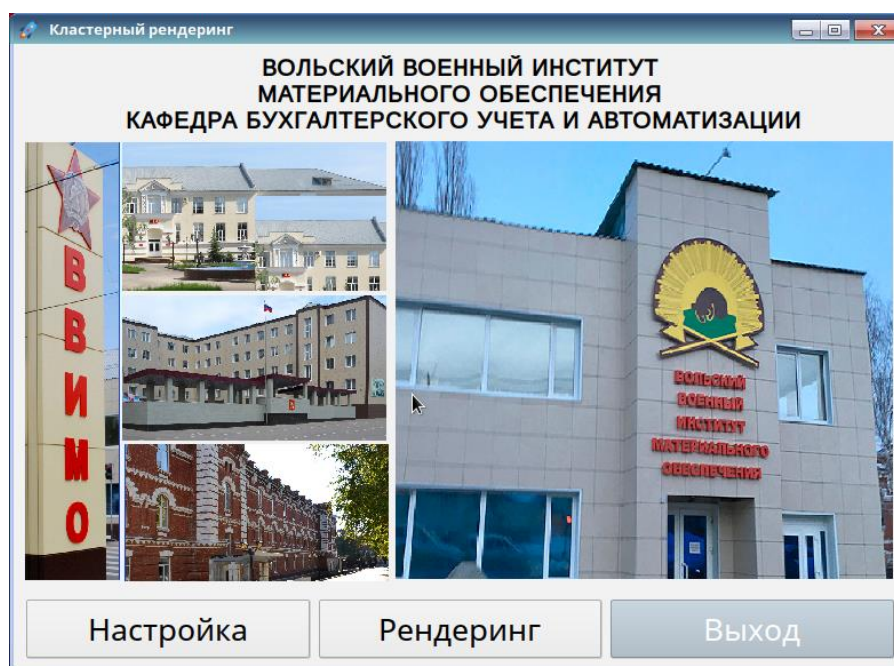 Кластерный рендеринг
ВОЛЬСКИЙ ВОЕННЫЙ ИНСТИТУТ
МАТЕРИАЛЬНОГО ОБЕСПЕЧЕНИЯ
КАФЕДРА БУХГАЛТЕРСКОГО УЧЕТА И АВТОМАТИЗАЦИИ
ВВИМО
ВОЛЬСКИЙ
ВОЕННЫЙ
ИНСТИТУТ
МАТЕРИАЛЬНОГО
ОБЕСПЕЧЕНИЯ
Настройка
Рендеринг
Выход